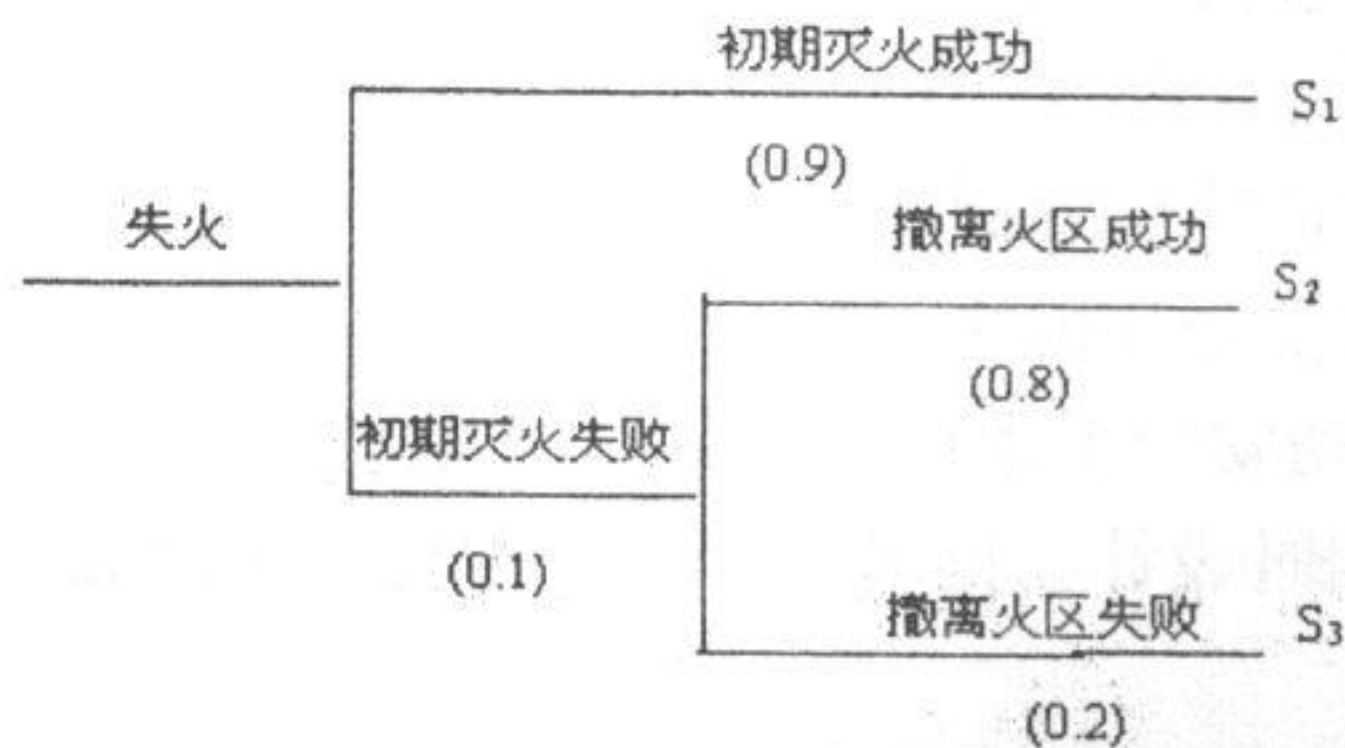 初期灭火成功
S₁
(0.9)
失火
撤离火区成功
S₂
(0.8)
初期灭火失败
(0.1)
撤离火区失败
S₃
(0.2)